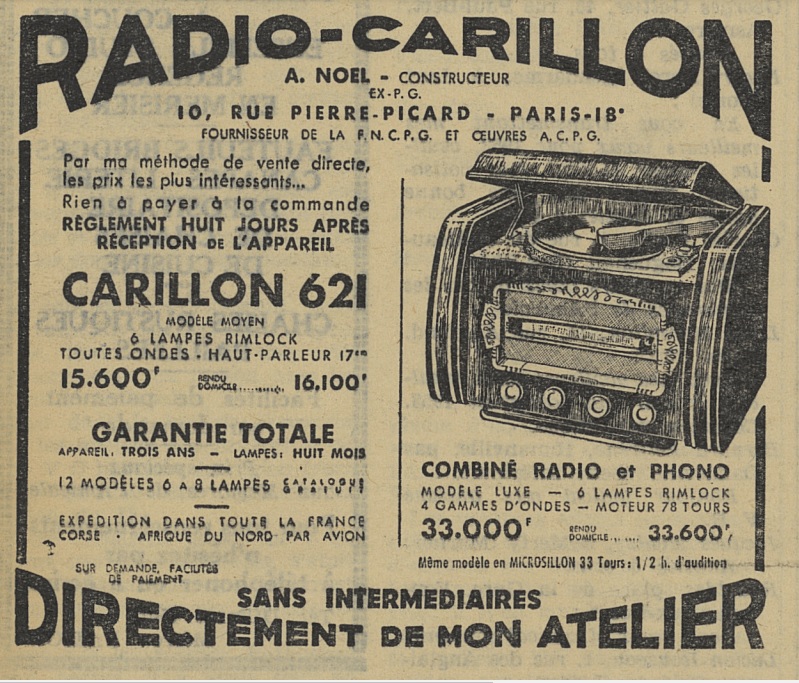 RADIO-CARILLON
A. NOEL - CONSTRUCTEUR
EX-P.G.
10, RUE PIERRE-PICARD - PARIS-18e
FOURNISSEUR DE LA F.N.C.P.G. ET ŒUVRES A.C.P.G.
Par ma méthode de vente directe,
les prix les plus intéressants...
Rien à payer à la commande
RÈGLEMENT HUIT JOURS APRÈS
RÉCEPTION DE L'APPAREIL
CARILLON 621
MODÈLE MOYEN
6 LAMPES RIMLOCK
TOUTES ONDES - HAUT-PARLEUR 17cm
15.600F RENDU DOMICILE.......... 16.100F
GARANTIE TOTALE
APPAREIL, TROIS ANS - LAMPES: HUIT MOIS
12 MODÈLES 6 A 8 LAMPES CATALOGUE GRATUIT
EXPEDITION DANS TOUTE LA FRANCE
CORSE - AFRIQUE DU NORD PAR AVION
SUR DEMANDE, FACILITÉS
DE PAIEMENT
COMBINÉ RADIO et PHONO
MODÈLE LUXE — 6 LAMPES RIMLOCK
4 GAMMES D'ONDES — MOTEUR 78 TOURS
33.000F RENDU DOMICILE....... 33.600F
Même modèle en MICROSILLON 33 Tours : 1/2 h. d'audition
SANS INTERMEDIAIRES
DIRECTEMENT DE MON ATELIER